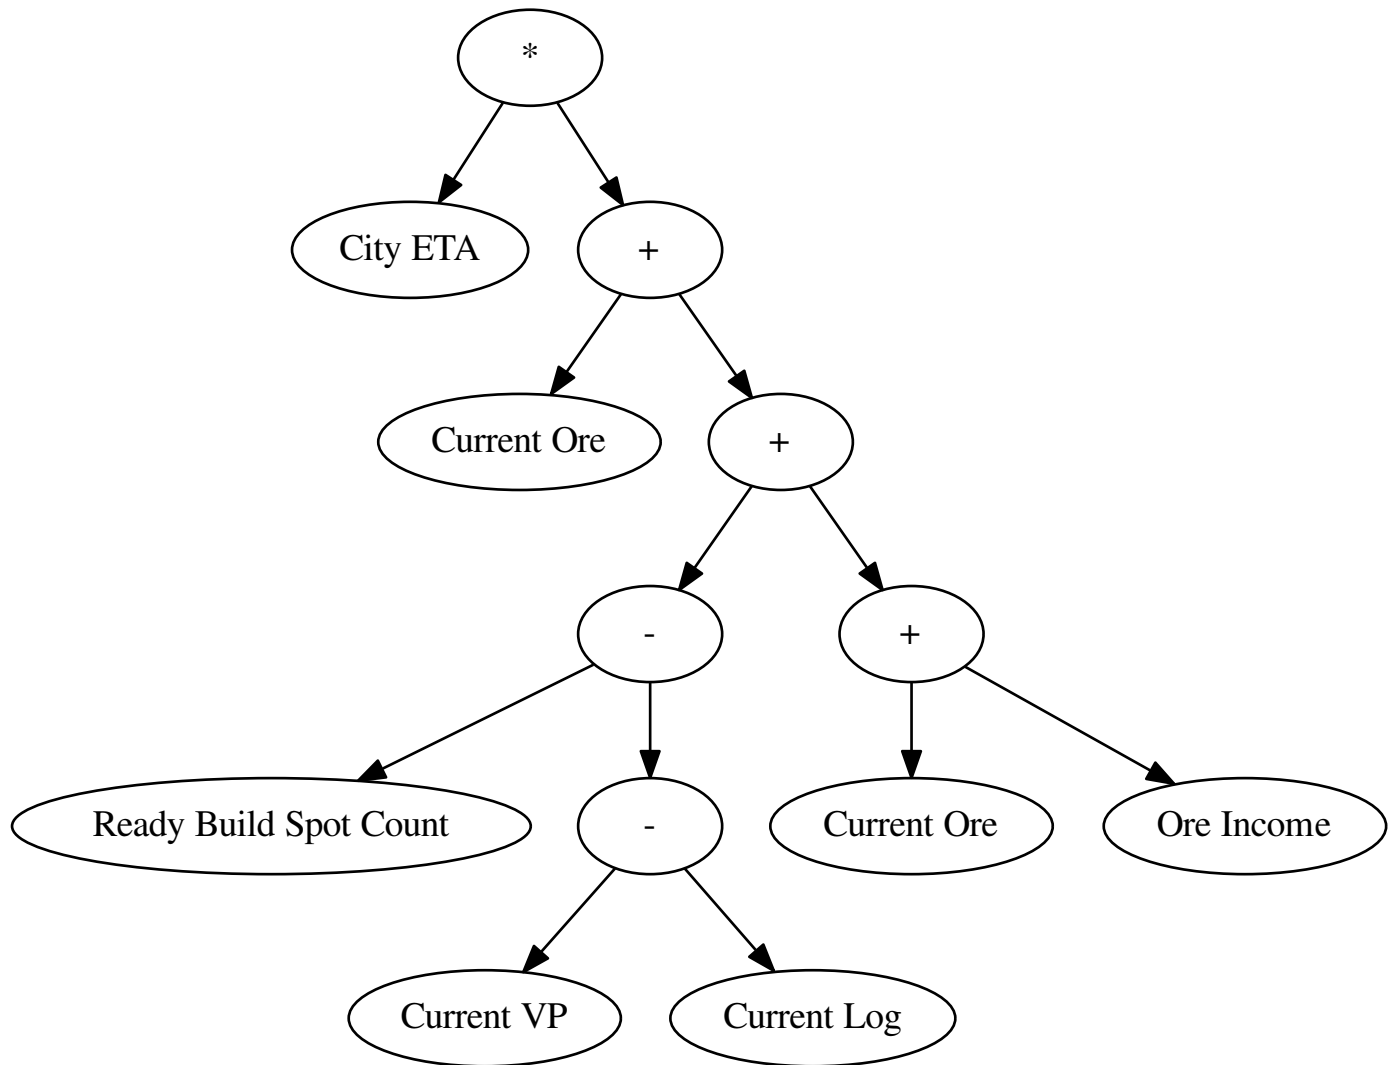 *
City ETA
+
Current Ore
+
-
+
Ready Build Spot Count
-
Current Ore
Ore Income
Current VP
Current Log